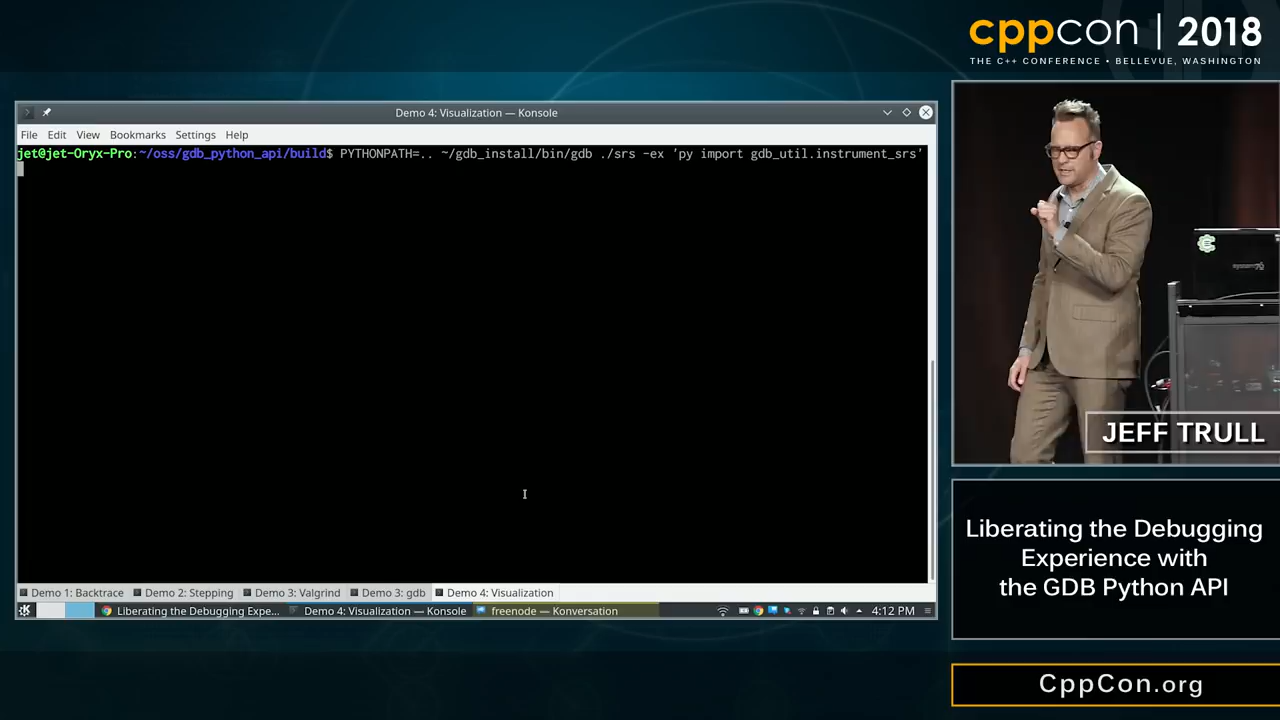 cppcon | 2018
THE C++ CONFERENCE • BELLEVUE, WASHINGTON
Demo 4: Visualization — Konsole
File Edit View Bookmarks Settings Help
jet@jet-Oryx-Pro:~/oss/gdb_python_api/build$ PYTHONPATH=.. ~/gdb_install/bin/gdb ./srs -ex 'py import gdb_util.instrument_srs'
Demo 1: Backtrace Demo 2: Stepping Demo 3: Valgrind Demo 3: gdb Demo 4: Visualization
Liberating the Debugging Expe... Demo 4: Visualization — Konsole freenode — Konversation 4:12 PM
JEFF TRULL
Liberating the Debugging
Experience with
the GDB Python API
CppCon.org